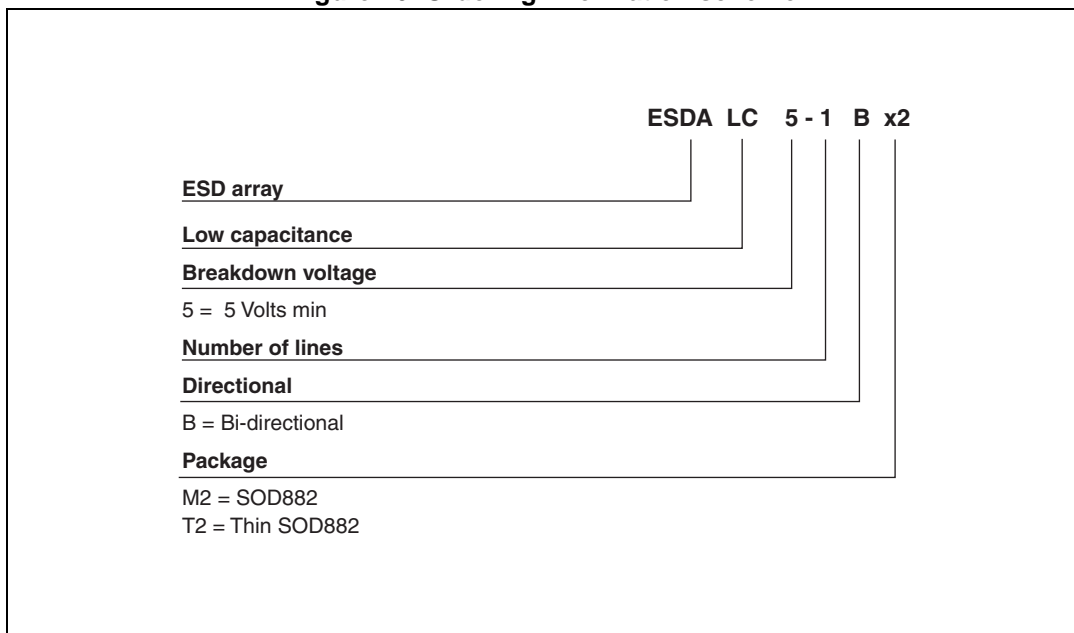 ESDA LC 5 - 1 B x2
ESD array
Low capacitance
Breakdown voltage
5 = 5 Volts min
Number of lines
Directional
B = Bi-directional
Package
M2 = SOD882
T2 = Thin SOD882